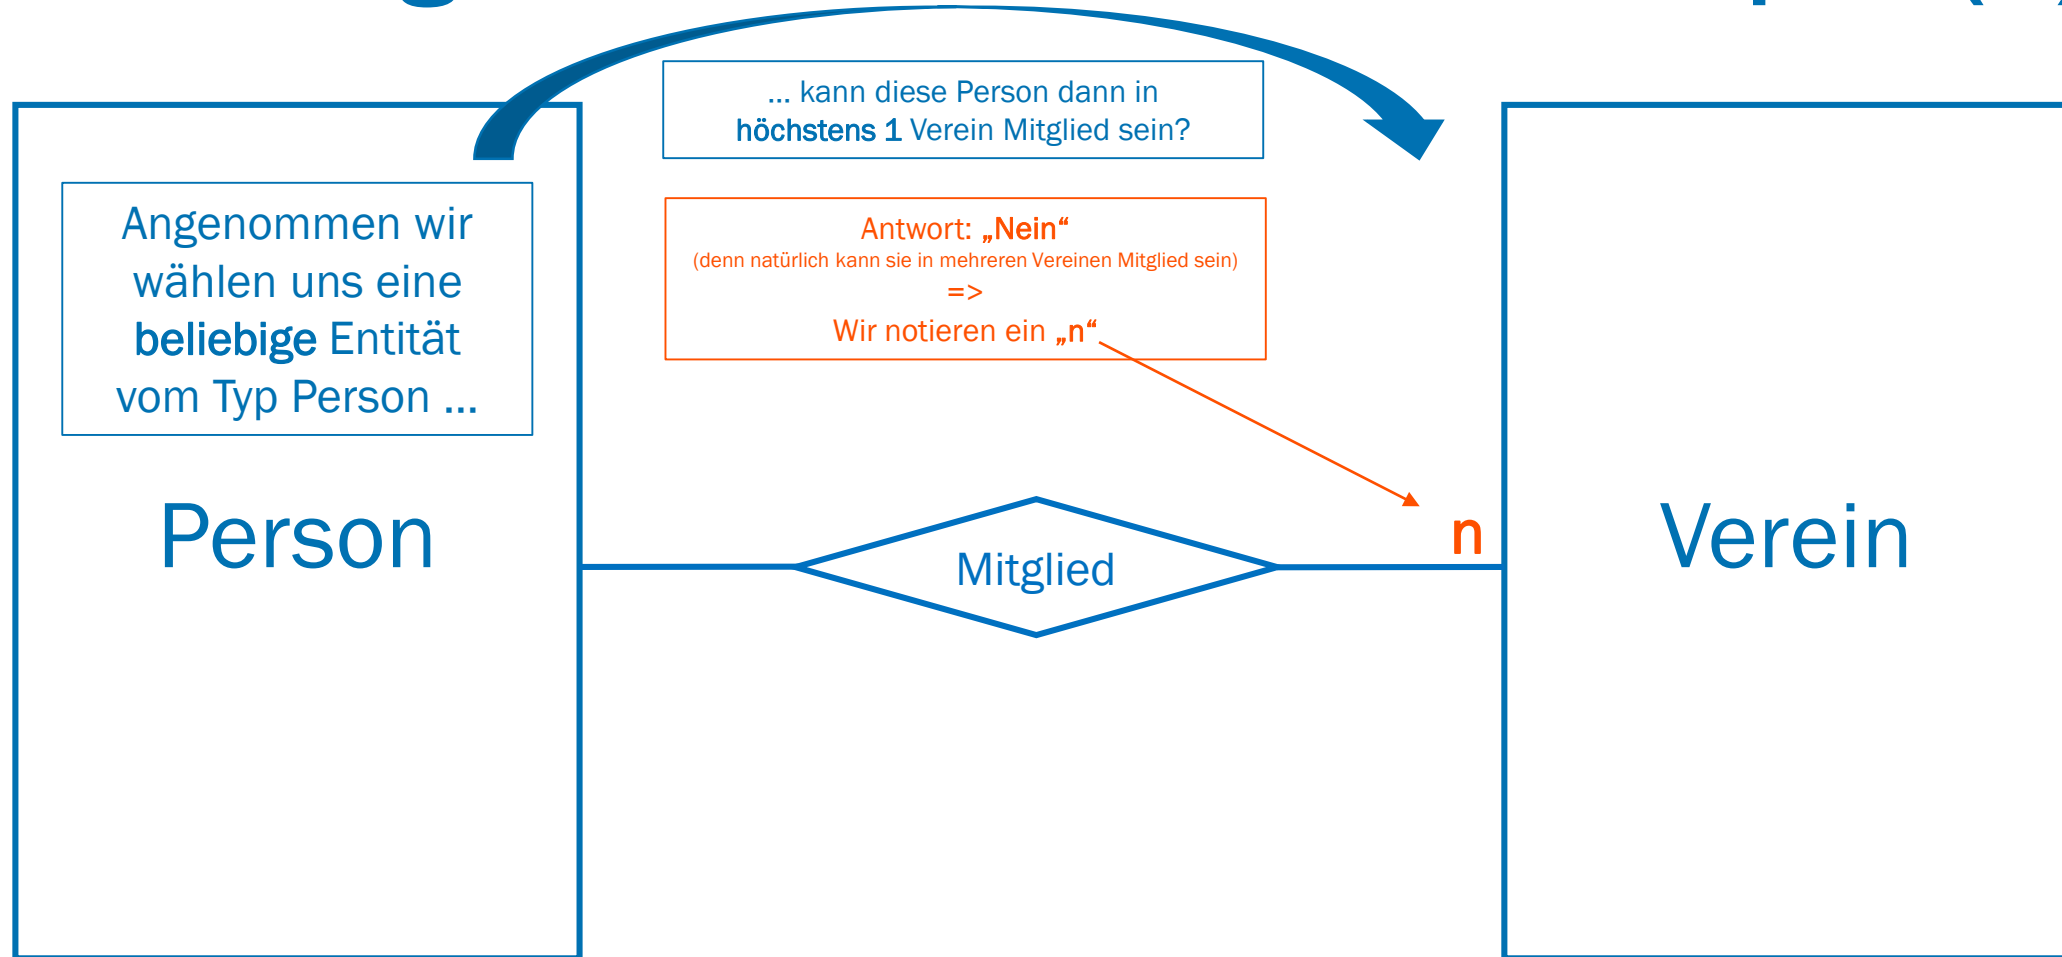 ... kann diese Person dann in
höchstens 1 Verein Mitglied sein?
Angenommen wir
wählen uns eine
beliebige Entität
vom Typ Person ...
Antwort: „Nein“
(denn natürlich kann sie in mehreren Vereinen Mitglied sein)
=>
Wir notieren ein „n“
Person
Mitglied
n
Verein